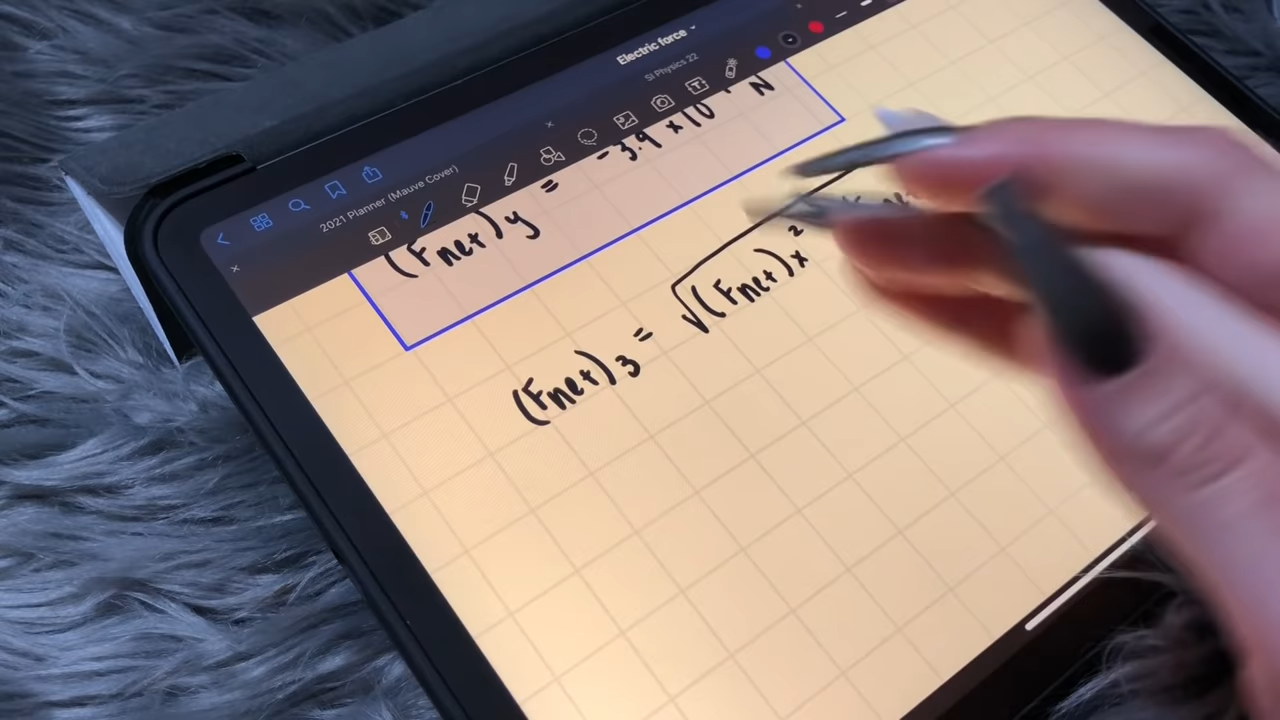 Electric force
SI Physics 22
2021 Planner (Mauve Cover)
(Fnet)y = -3.9 x 10 N
(Fnet)3 = √(Fnet)x²